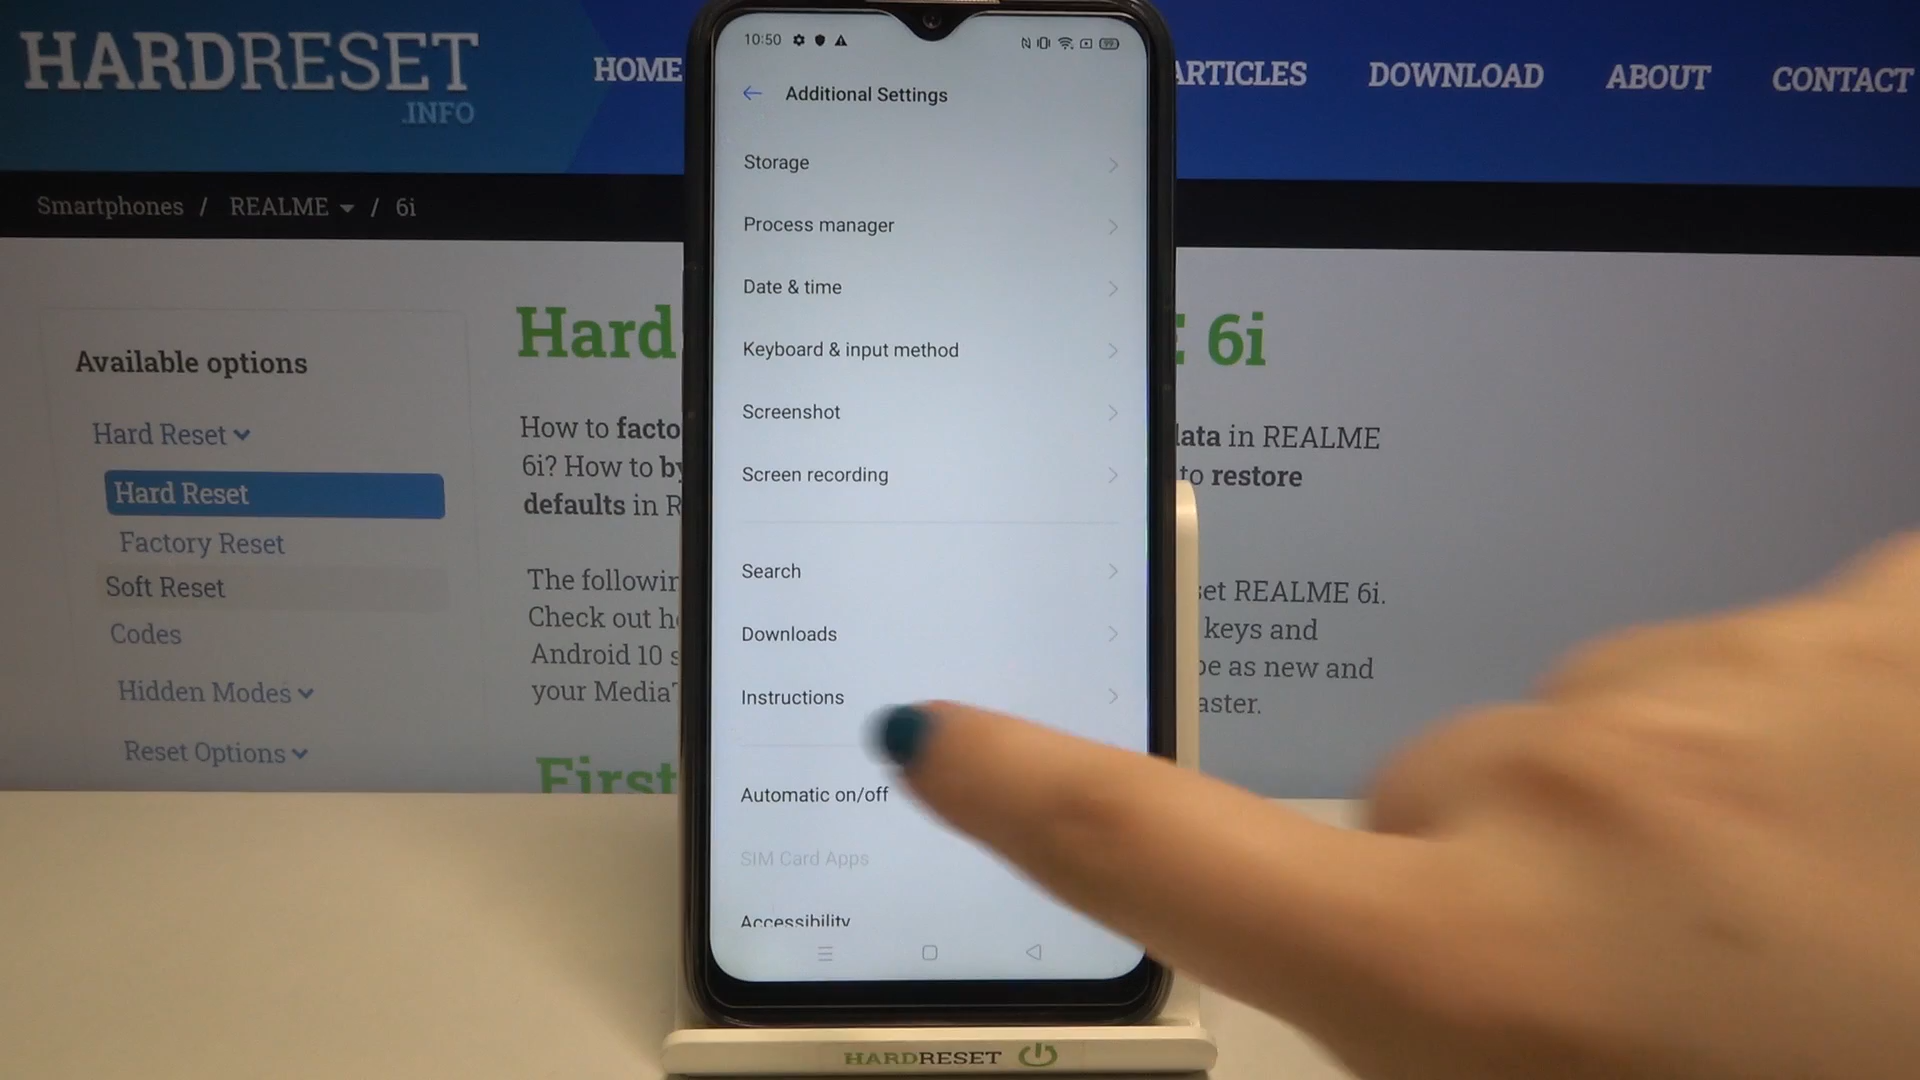 HARDRESET
.INFO
HOME
ARTICLES
DOWNLOAD
ABOUT
CONTACT
Smartphones / REALME / 6i
Available options
Hard Reset
Hard Reset
Factory Reset
Soft Reset
Codes
Hidden Modes
Reset Options
Hard
6i
How to facto
6i? How to by
defaults in R
data in REALME
to restore
The followin
Check out h
Android 10 s
your Media
set REALME 6i.
keys and
be as new and
aster.
First
10:50
99
Additional Settings
Storage
Process manager
Date & time
Keyboard & input method
Screenshot
Screen recording
Search
Downloads
Instructions
Automatic on/off
SIM Card Apps
Accessibility
HARDRESET